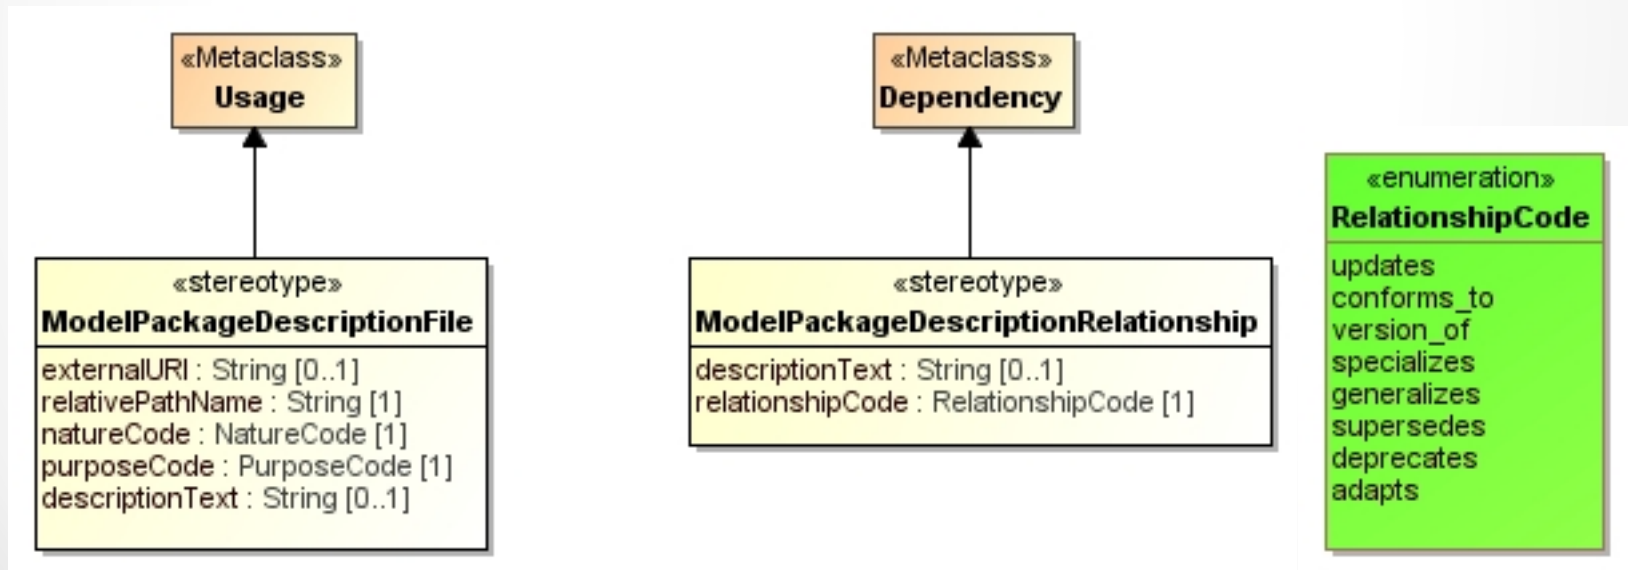 «Metaclass»
Usage
«stereotype»
ModelPackageDescriptionFile
externalURI : String [0..1]
relativePathName : String [1]
natureCode : NatureCode [1]
purposeCode : PurposeCode [1]
descriptionText : String [0..1]
«Metaclass»
Dependency
«stereotype»
ModelPackageDescriptionRelationship
descriptionText : String [0..1]
relationshipCode : RelationshipCode [1]
«enumeration»
RelationshipCode
updates
conforms_to
version_of
specializes
generalizes
supersedes
deprecates
adapts